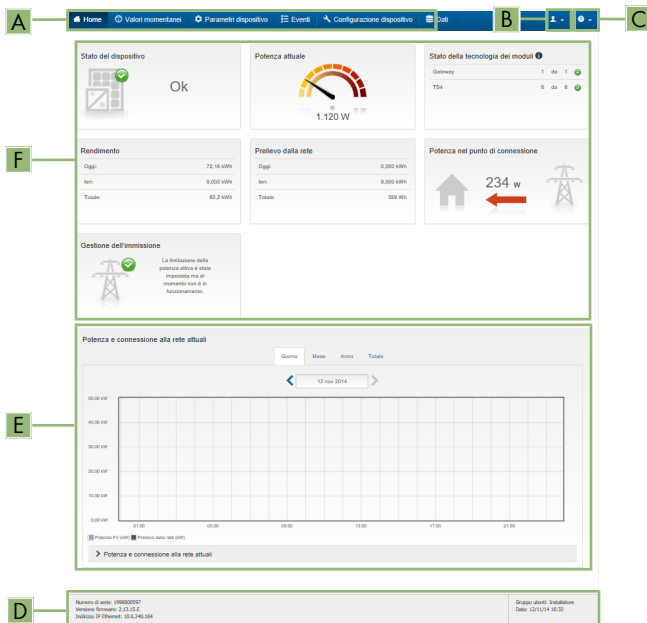 A
Home Valori momentanei Parametri dispositivo Eventi Configurazione dispositivo Dati
B
C
Stato del dispositivo
Ok
Potenza attuale
1.120 W
Stato della tecnologia dei moduli
Gateway 1 da 1
TS4 6 da 6
F
Rendimento
Oggi: 72,16 kWh
Ieri: 9,000 kWh
Totale: 82,2 kWh
Prelievo dalla rete
Oggi: 0,000 kWh
Ieri: 9,000 kWh
Totale: 359 Wh
Potenza nel punto di connessione
234 W
Gestione dell'immissione
La limitazione della
potenza attiva è stata
impostata ma al
momento non è in
funzionamento.
Potenza e connessione alla rete attuali
Giorno Mese Anno Totale
12 nov 2014
E
50,00 kW
40,00 kW
30,00 kW
20,00 kW
10,00 kW
0,00 kW
01:00 05:00 09:00 13:00 17:00 21:00
Potenza PV (kW) Prelievo dalla rete (kW)
Potenza e connessione alla rete attuali
D
Numero di serie: 1998000597
Versione firmware: 2.13.15.E
Indirizzo IP Ethernet: 10.6.240.164
Gruppo utenti: Installatore
Data: 12/11/14 16:32